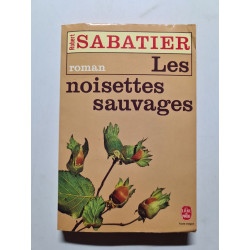 Robert
SABATIER
roman
Les
noisettes
sauvages